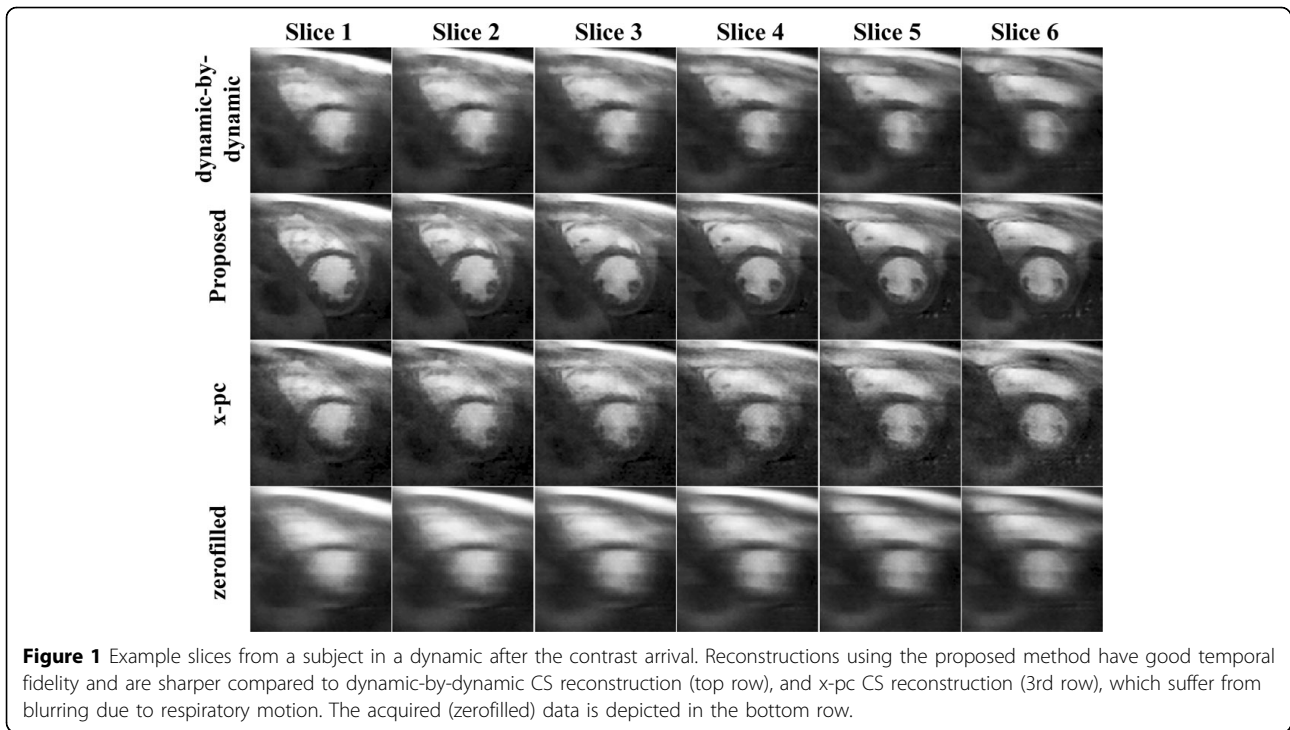 Slice 1 Slice 2 Slice 3 Slice 4 Slice 5 Slice 6
dynamic-by-
dynamic
Proposed
x-pc
zerofilled
Figure 1 Example slices from a subject in a dynamic after the contrast arrival. Reconstructions using the proposed method have good temporal
fidelity and are sharper compared to dynamic-by-dynamic CS reconstruction (top row), and x-pc CS reconstruction (3rd row), which suffer from
blurring due to respiratory motion. The acquired (zerofilled) data is depicted in the bottom row.